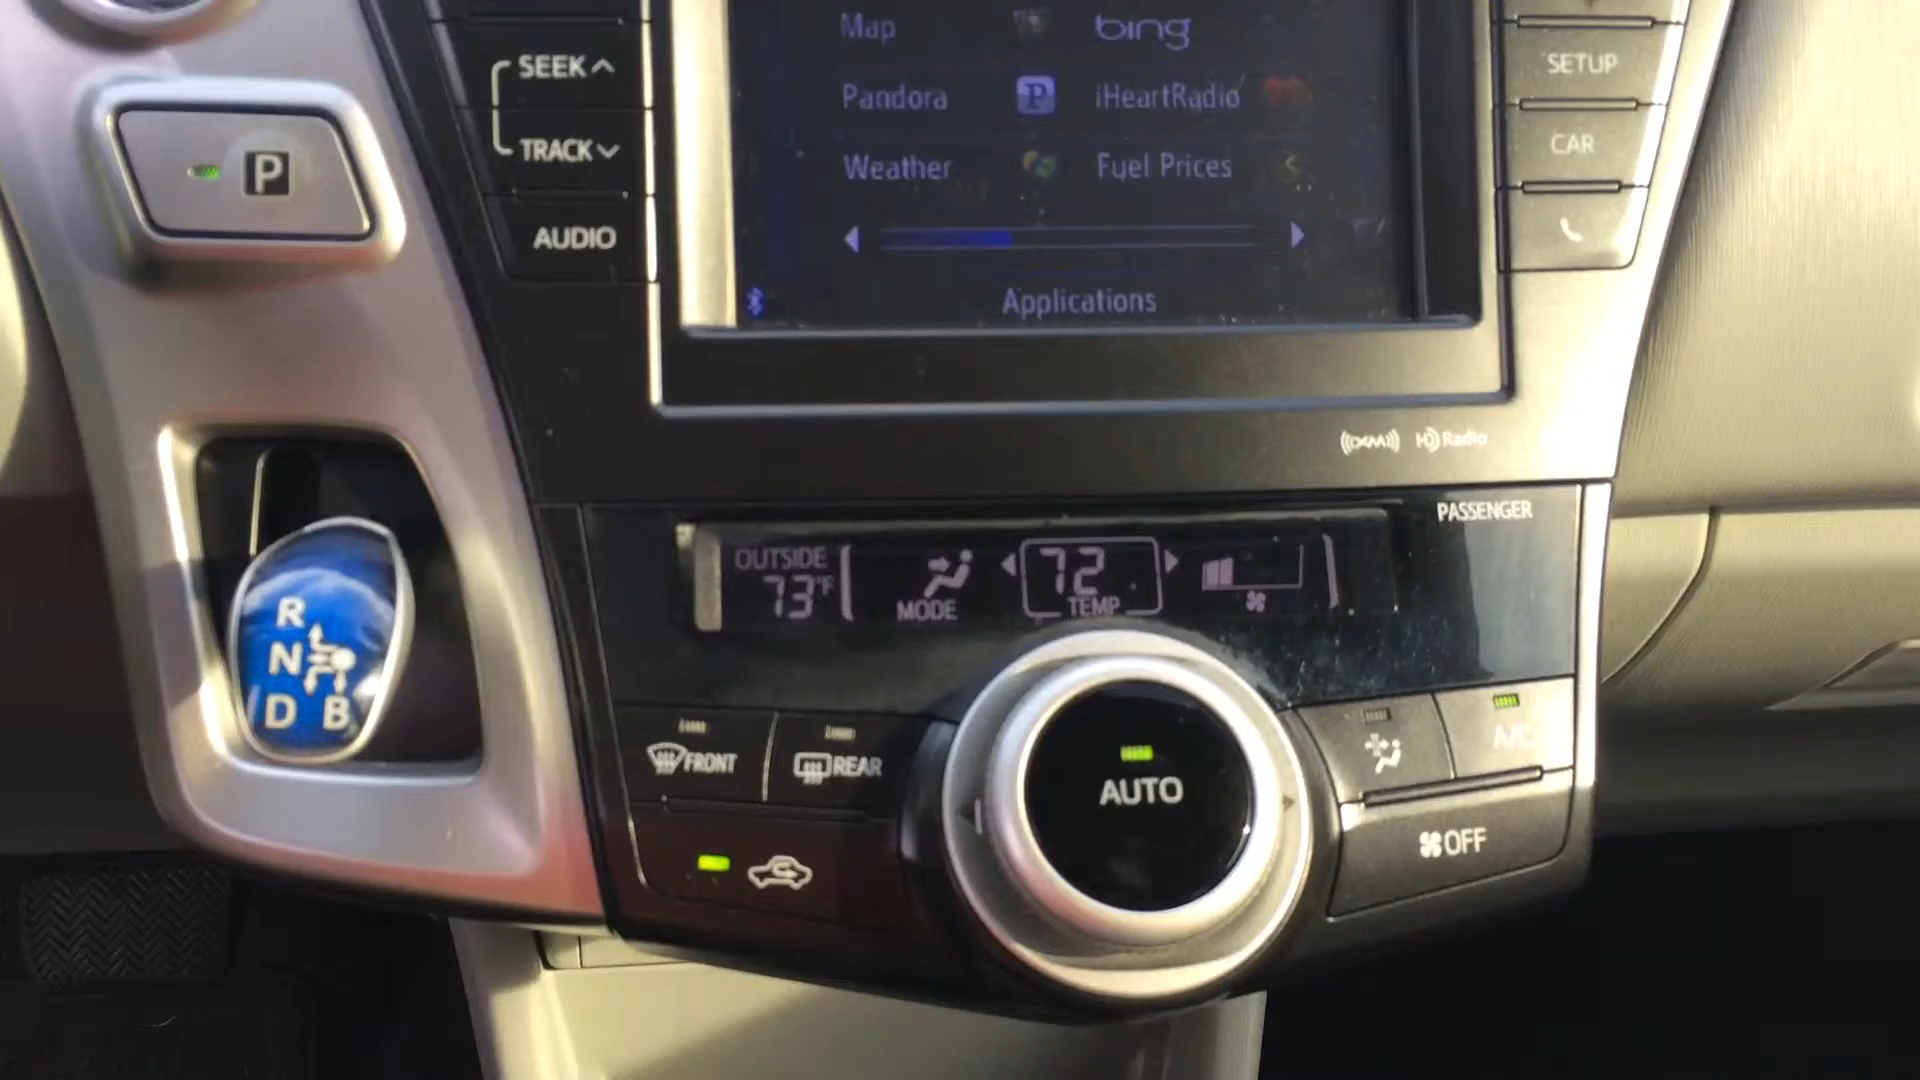 SEEK
TRACK
AUDIO
P
Map
bing
Pandora
P
iHeartRadio
Weather
Fuel Prices
Applications
SETUP
CAR
((XM))
HD Radio
PASSENGER
OUTSIDE
73°F
MODE
72
TEMP
R
N
D B
FRONT
REAR
AUTO
A/C
OFF